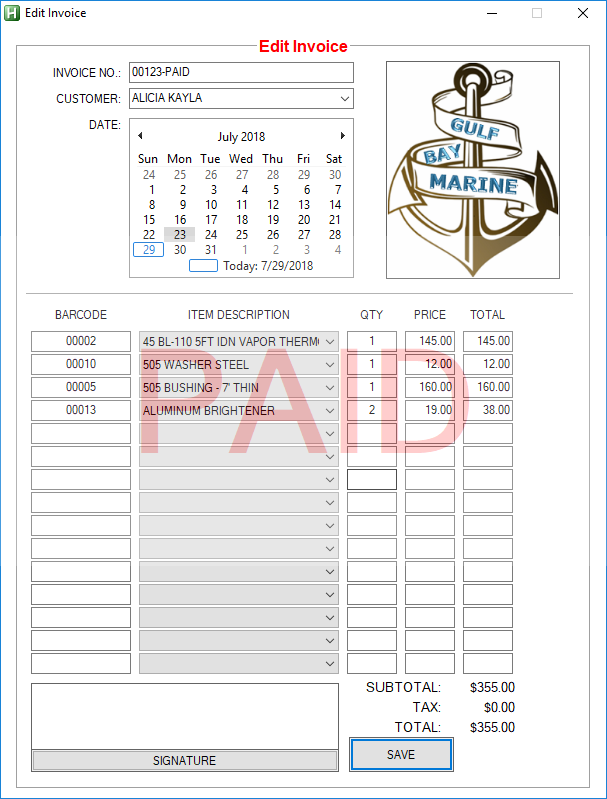 Edit Invoice
Edit Invoice
INVOICE NO.: 00123-PAID
CUSTOMER: ALICIA KAYLA
DATE:
July 2018
Sun Mon Tue Wed Thu Fri Sat
24 25 26 27 28 29 30
1 2 3 4 5 6 7
8 9 10 11 12 13 14
15 16 17 18 19 20 21
22 23 24 25 26 27 28
29 30 31 1 2 3 4
Today: 7/29/2018
GULF
BAY
MARINE
BARCODE ITEM DESCRIPTION QTY PRICE TOTAL
00002 45 BL-110 5FT IDN VAPOR THERM 1 145.00 145.00
00010 505 WASHER STEEL 1 12.00 12.00
00005 505 BUSHING - 7' THIN 1 160.00 160.00
00013 ALUMINUM BRIGHTENER 2 19.00 38.00
PAID
SUBTOTAL: $355.00
TAX: $0.00
TOTAL: $355.00
SIGNATURE
SAVE